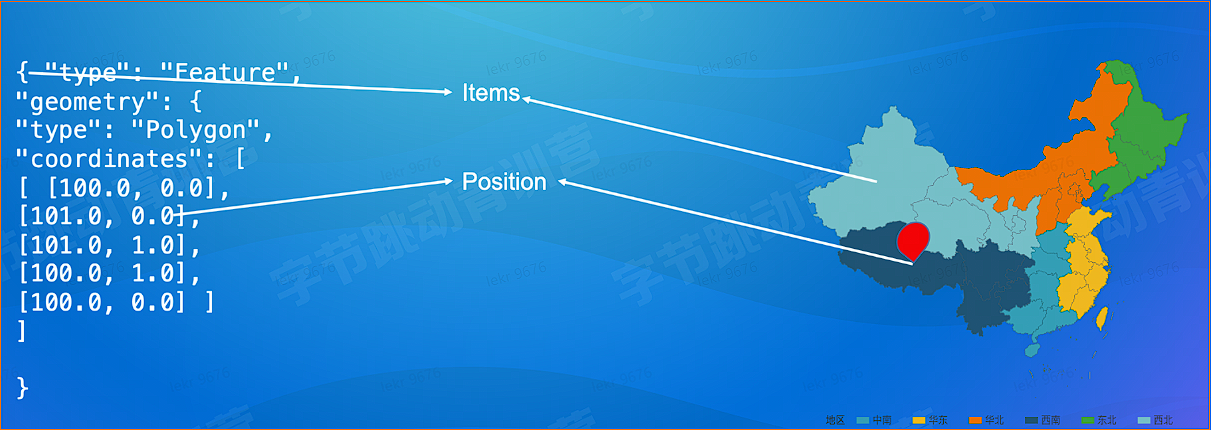 { "type": "Feature",
"geometry": {
"type": "Polygon",
"coordinates": [
[ [100.0, 0.0],
[101.0, 0.0],
[101.0, 1.0],
[100.0, 1.0],
[100.0, 0.0] ]
]
}
Items
Position
地区 中南 华东 华北 西南 东北 西北
字节跳动青训营
lekr 9676